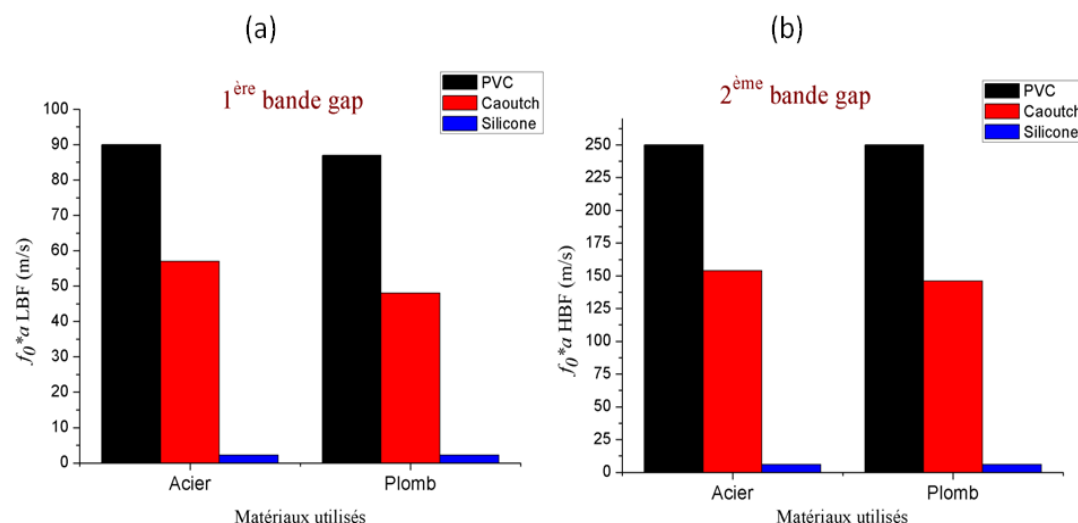 (a)
1ère bande gap
PVC
Caoutch
Silicone
100
90
80
70
60
50
40
30
20
10
0
f0*a LBF (m/s)
Acier Plomb
Matériaux utilisés
(b)
2ème bande gap
PVC
Caoutch
Silicone
250
225
200
175
150
125
100
75
50
25
0
f0*a HBF (m/s)
Acier Plomb
Matériaux utilisés